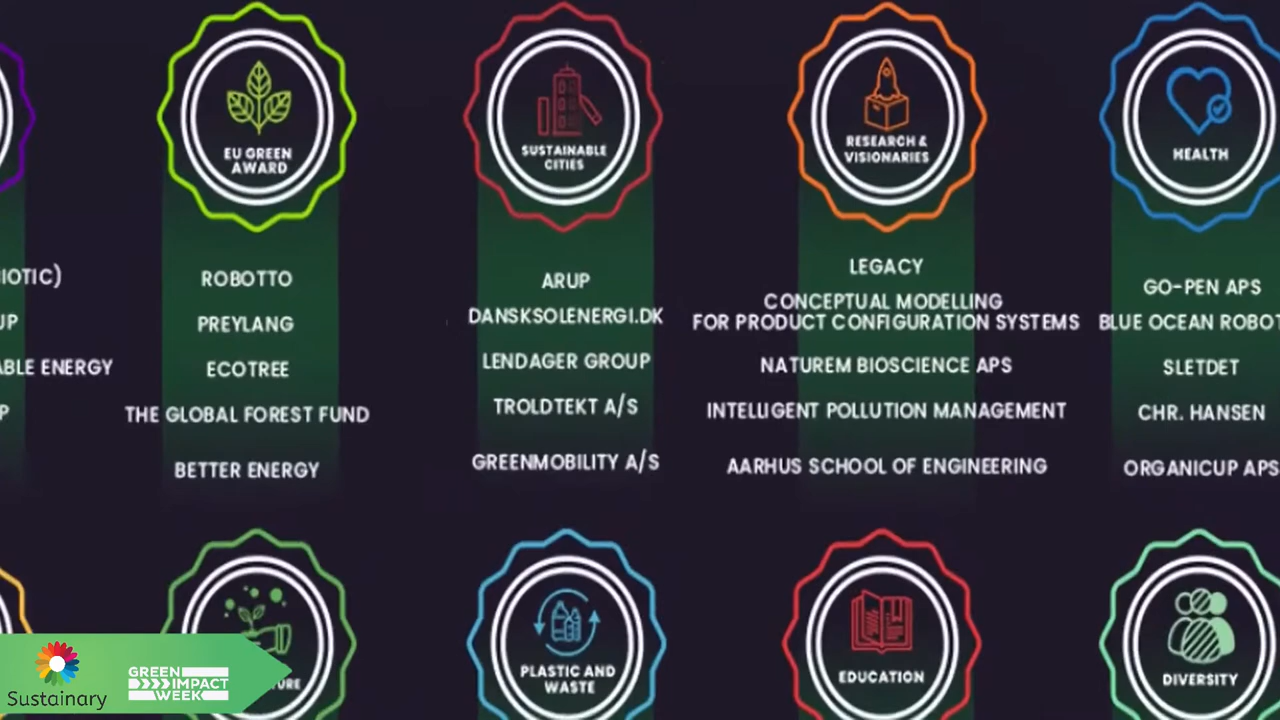 EU GREEN
AWARD
SUSTAINABLE
CITIES
RESEARCH &
VISIONARIES
HEALTH
ROBOTTO
PREYLANG
ECOTREE
THE GLOBAL FOREST FUND
BETTER ENERGY
ARUP
DANSKSOLENERGI.DK
LENDAGER GROUP
TROLDTEKT A/S
GREENMOBILITY A/S
LEGACY
CONCEPTUAL MODELLING
FOR PRODUCT CONFIGURATION SYSTEMS
NATUREM BIOSCIENCE APS
INTELLIGENT POLLUTION MANAGEMENT
AARHUS SCHOOL OF ENGINEERING
GO-PEN APS
BLUE OCEAN
SLETDET
CHR. HANSEN
ORGANICUP APS
ENERGY
PLASTIC AND
WASTE
EDUCATION
DIVERSITY
Sustainary
GREEN
IMPACT
WEEK